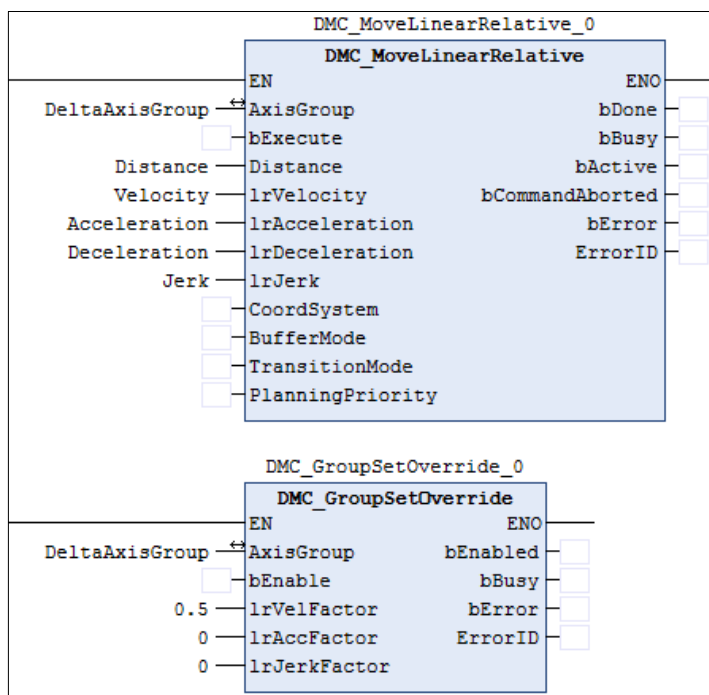 DMC_MoveLinearRelative_0
DMC_MoveLinearRelative
EN ENO
DeltaAxisGroup AxisGroup bDone
bExecute bBusy
Distance Distance bActive
Velocity lrVelocity bCommandAborted
Acceleration lrAcceleration bError
Deceleration lrDeceleration ErrorID
Jerk lrJerk
CoordSystem
BufferMode
TransitionMode
PlanningPriority
DMC_GroupSetOverride_0
DMC_GroupSetOverride
EN ENO
DeltaAxisGroup AxisGroup bEnabled
bEnable bBusy
0.5 lrVelFactor bError
0 lrAccFactor ErrorID
0 lrJerkFactor